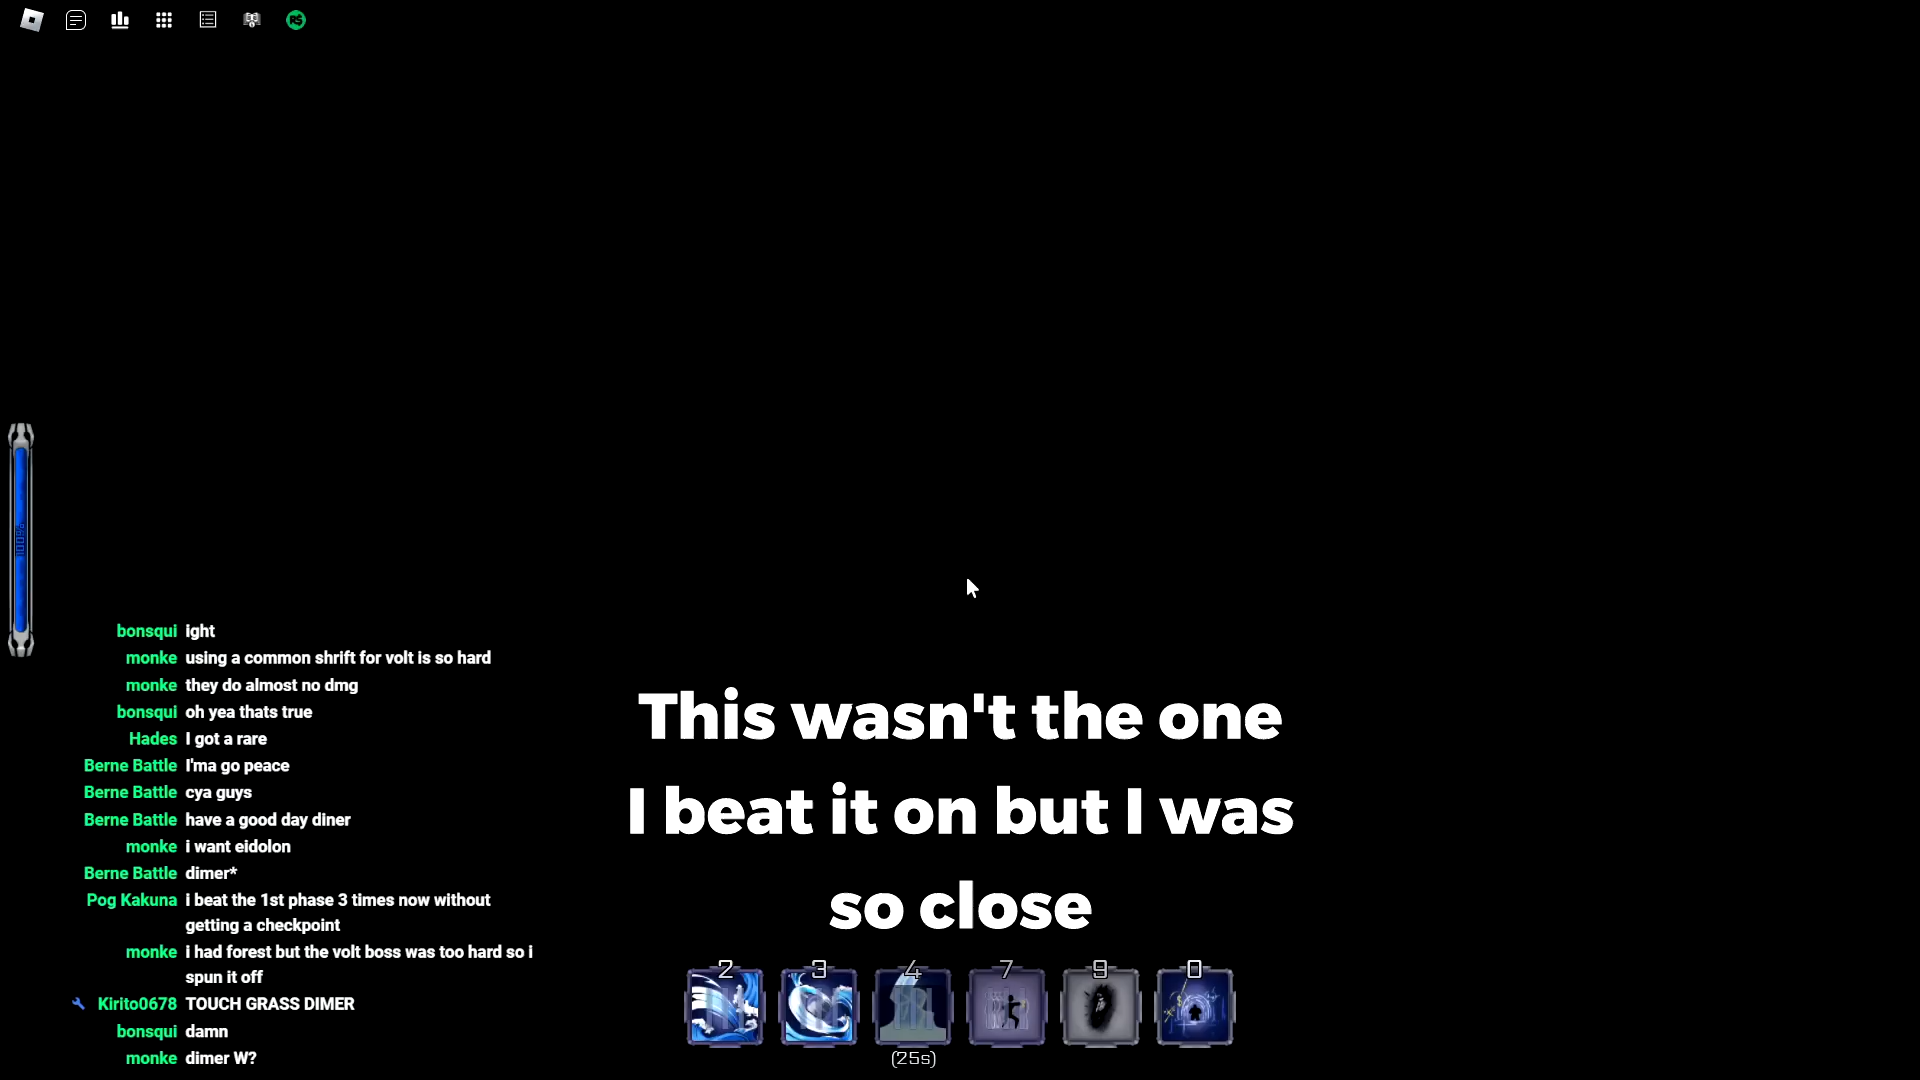 RS
100%
bonsqui ight
monke using a common shrift for volt is so hard
monke they do almost no dmg
bonsqui oh yea thats true
Hades I got a rare
Berne Battle I'ma go peace
Berne Battle cya guys
Berne Battle have a good day diner
monke i want eidolon
Berne Battle dimer*
Pog Kakuna i beat the 1st phase 3 times now without
getting a checkpoint
monke i had forest but the volt boss was too hard so i
spun it off
Kirito0678 TOUCH GRASS DIMER
bonsqui damn
monke dimer W?
This wasn't the one
I beat it on but I was
so close
2 3 4 7 9 0
(25s)